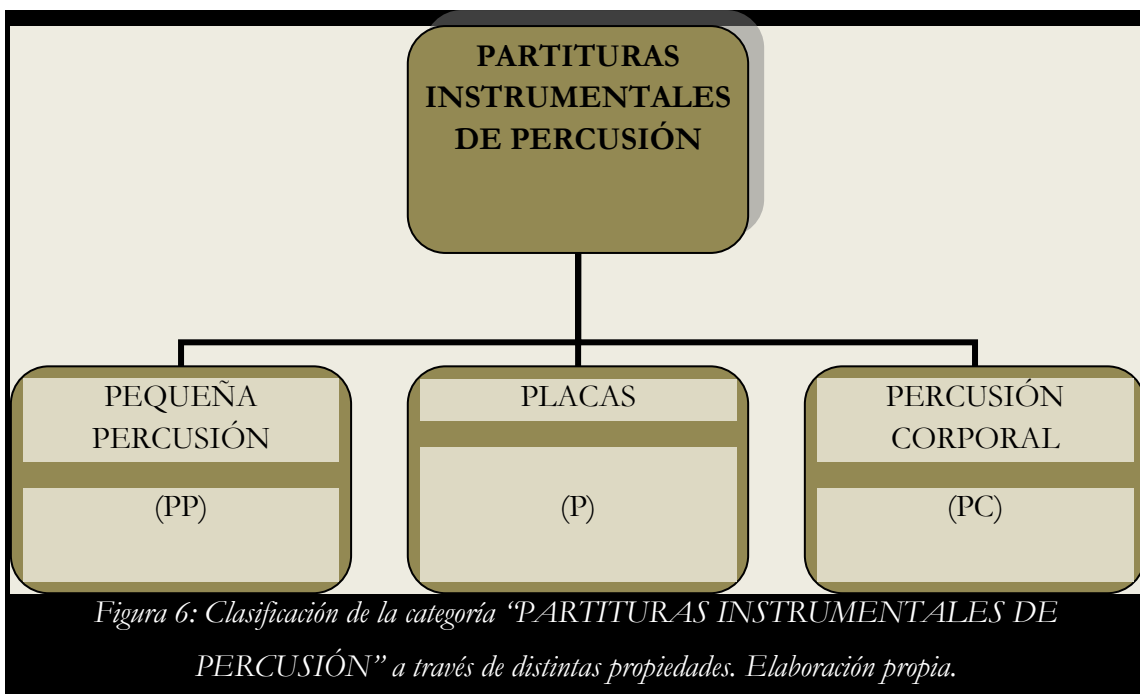 PARTITURAS
INSTRUMENTALES
DE PERCUSIÓN
PEQUEÑA
PERCUSIÓN
(PP)
PLACAS
(P)
PERCUSIÓN
CORPORAL
(PC)
Figura 6: Clasificación de la categoría “PARTITURAS INSTRUMENTALES DE
PERCUSIÓN” a través de distintas propiedades. Elaboración propia.